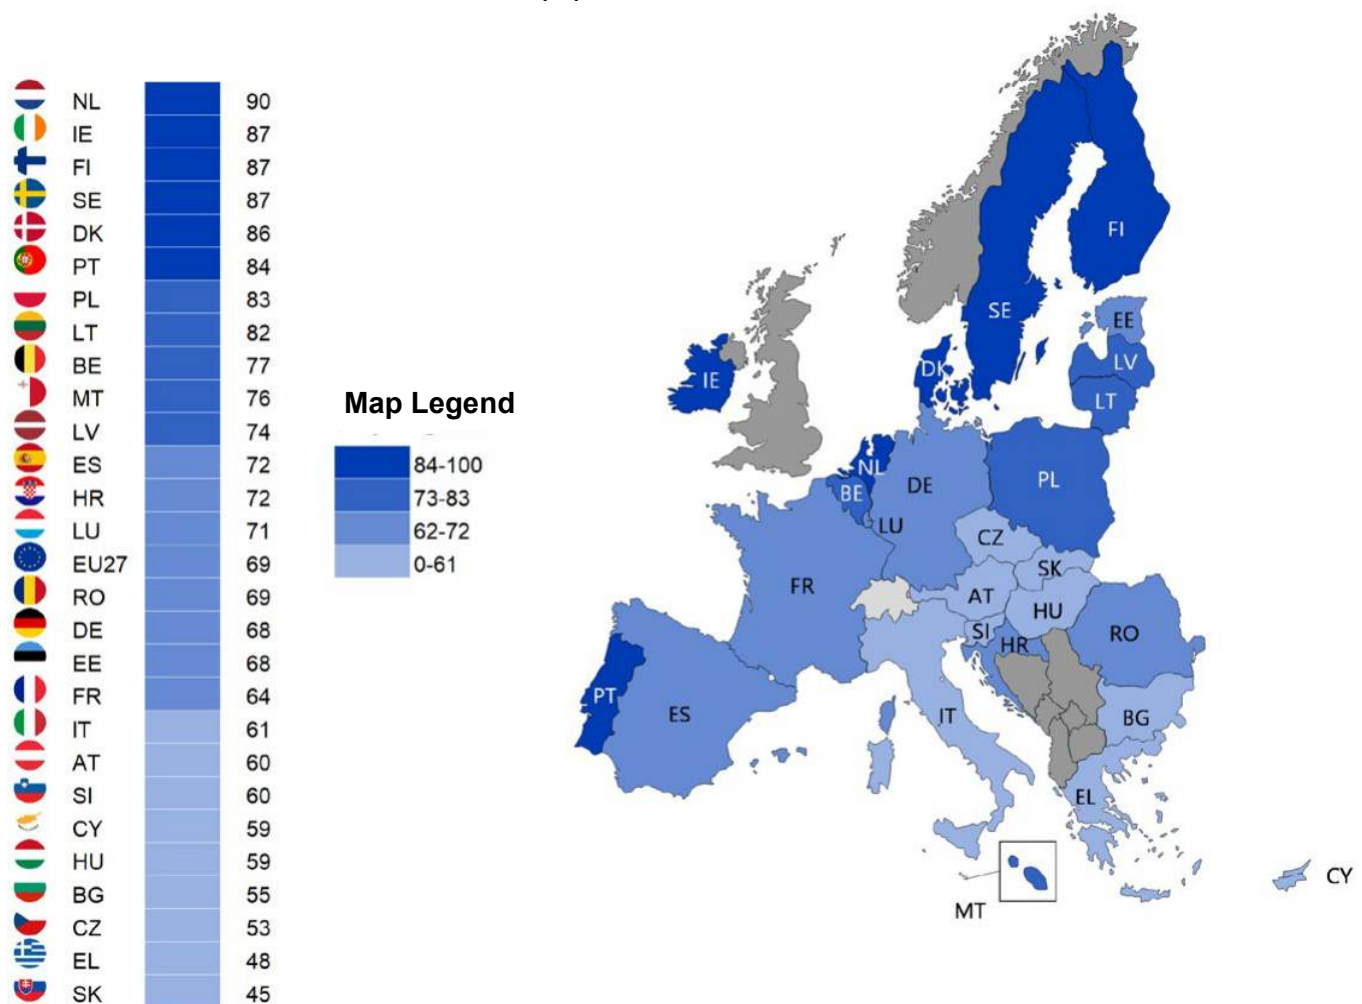 NL 90
IE 87
FI 87
SE 87
DK 86
PT 84
PL 83
LT 82
BE 77
MT 76
LV 74
ES 72
HR 72
LU 71
EU27 69
RO 69
DE 68
EE 68
FR 64
IT 61
AT 60
SI 60
CY 59
HU 59
BG 55
CZ 53
EL 48
SK 45
Map Legend
84-100
73-83
62-72
0-61
FI
SE
EE
LV
LT
DK
IE
NL
BE
DE
PL
LU
CZ
SK
FR
AT
HU
SI
HR
RO
PT
ES
IT
BG
EL
MT
CY